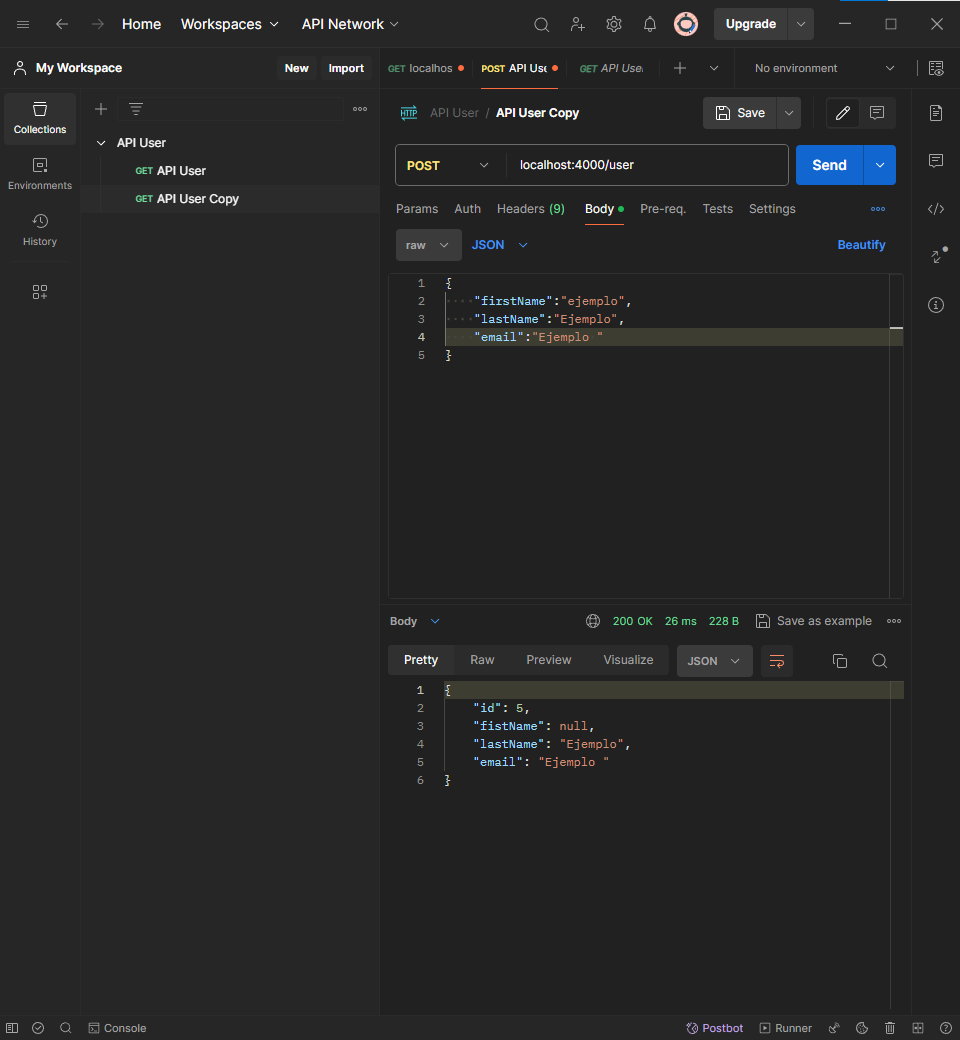 Home Workspaces API Network Upgrade
My Workspace New Import GET localhos POST API Use GET API User No environment
Collections
Environments
History
API User
GET API User
GET API User Copy
HTTP API User / API User Copy Save
POST localhost:4000/user Send
Params Auth Headers (9) Body Pre-req. Tests Settings
raw JSON Beautify
1 {
2 "firstName":"ejemplo",
3 "lastName":"Ejemplo",
4 "email":"Ejemplo "
5 }
Body 200 OK 26 ms 228 B Save as example
Pretty Raw Preview Visualize JSON
1 {
2 "id": 5,
3 "fistName": null,
4 "lastName": "Ejemplo",
5 "email": "Ejemplo "
6 }
Console Postbot Runner